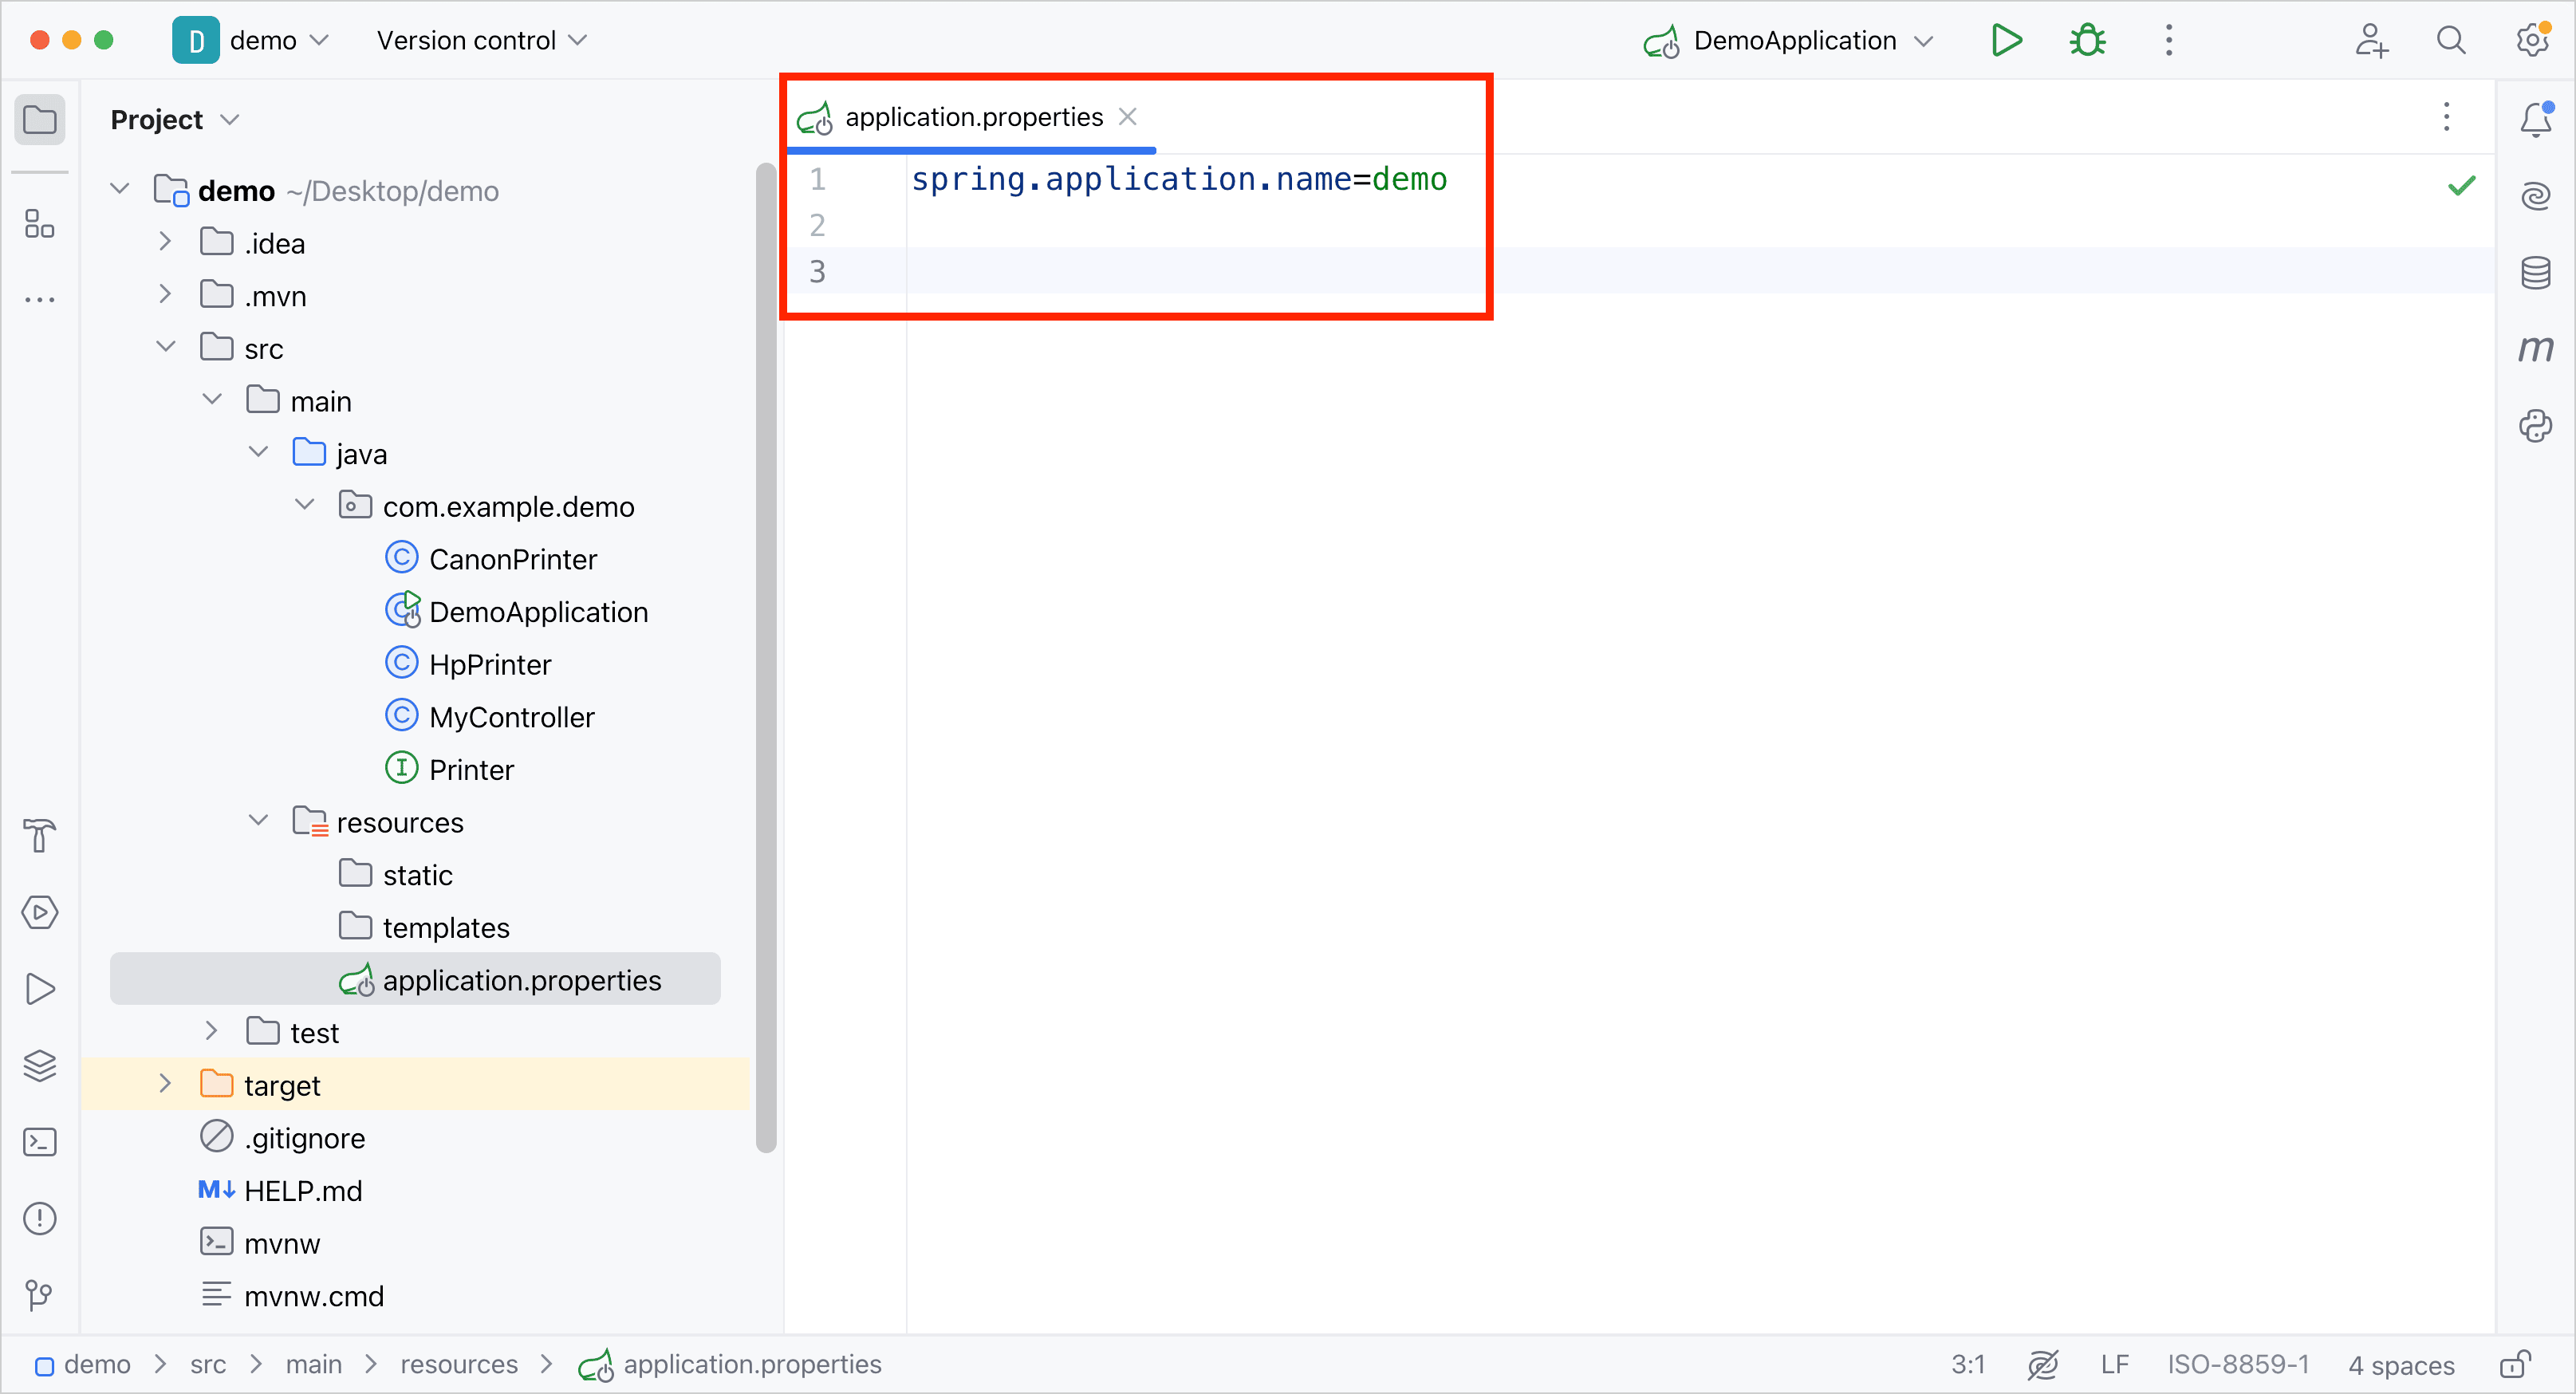 D demo Version control DemoApplication
Project
application.properties
demo ~/Desktop/demo
.idea
.mvn
src
main
java
com.example.demo
C CanonPrinter
C DemoApplication
C HpPrinter
C MyController
I Printer
resources
static
templates
application.properties
test
target
.gitignore
M↓ HELP.md
mvnw
mvnw.cmd
1 spring.application.name=demo
2
3
m
demo > src > main > resources > application.properties
3:1 LF ISO-8859-1 4 spaces